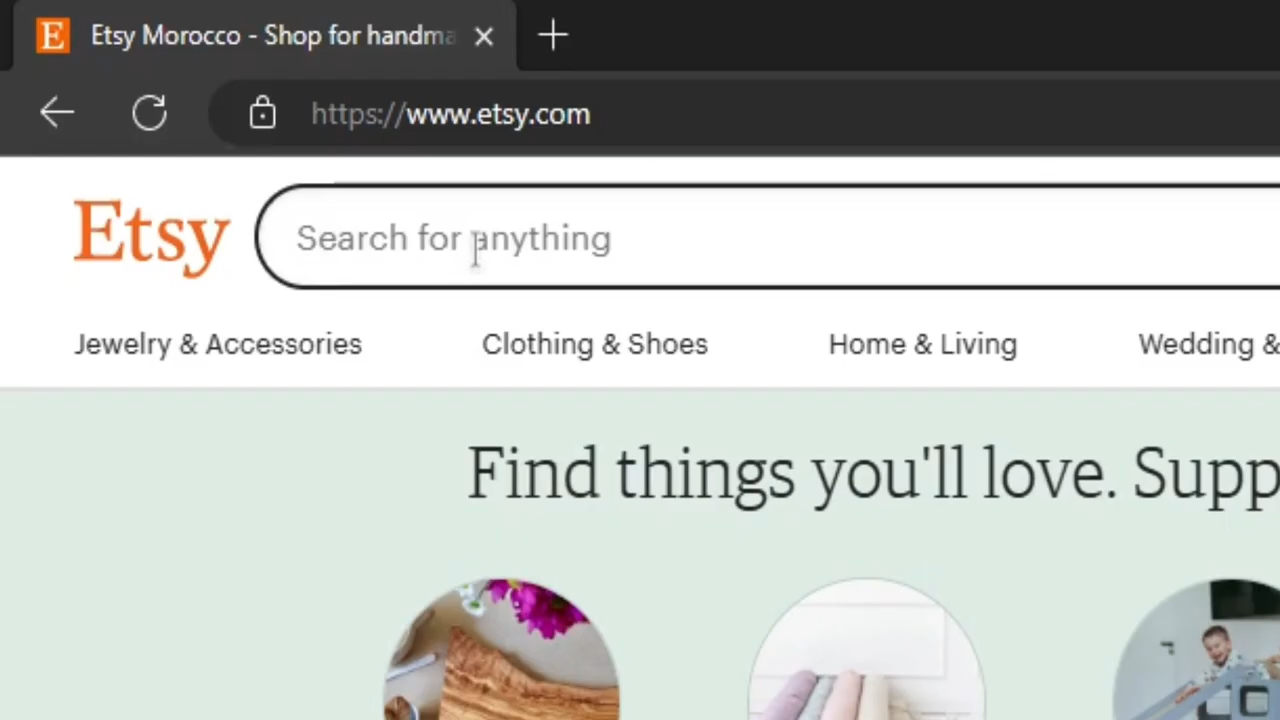 E Etsy Morocco - Shop for handma
https://www.etsy.com
Etsy Search for anything
Jewelry & Accessories Clothing & Shoes Home & Living Wedding &
Find things you'll love. Supp